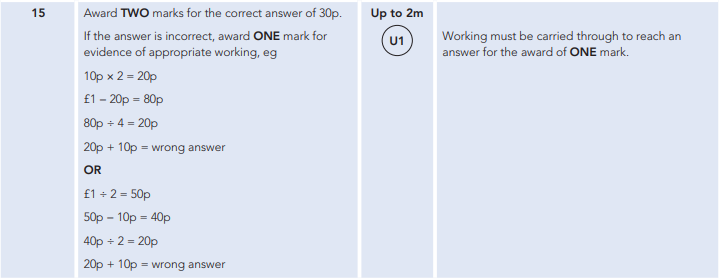 15
Award TWO marks for the correct answer of 30p.
If the answer is incorrect, award ONE mark for
evidence of appropriate working, eg
10p × 2 = 20p
£1 – 20p = 80p
80p ÷ 4 = 20p
20p + 10p = wrong answer
OR
£1 ÷ 2 = 50p
50p – 10p = 40p
40p ÷ 2 = 20p
20p + 10p = wrong answer
Up to 2m
U1
Working must be carried through to reach an
answer for the award of ONE mark.